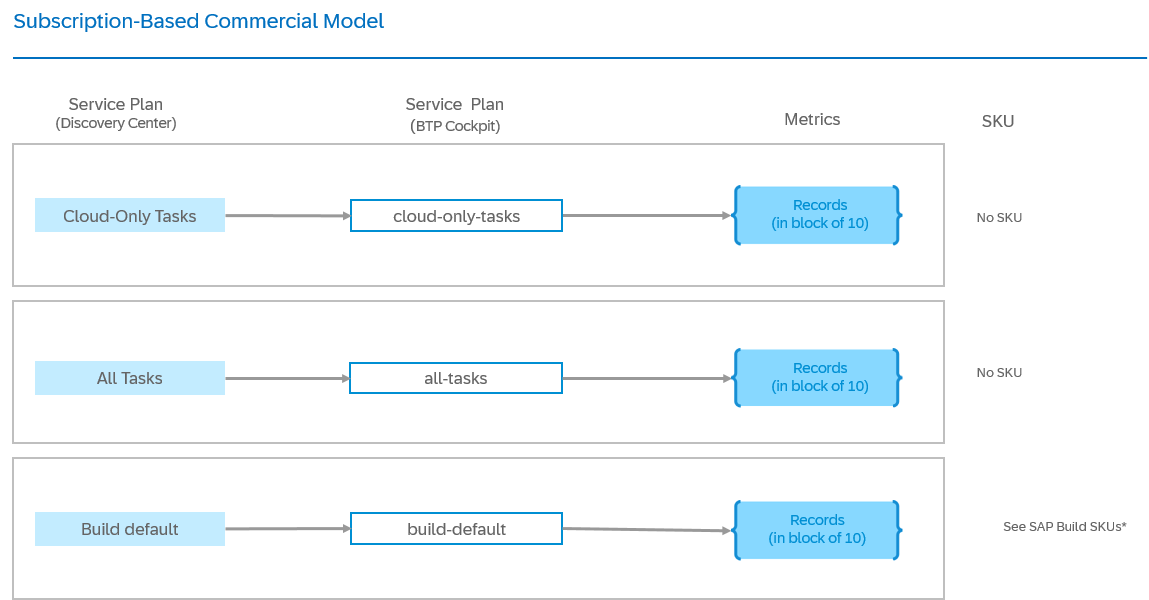 Subscription-Based Commercial Model
Service Plan
(Discovery Center)
Service Plan
(BTP Cockpit)
Metrics
SKU
Cloud-Only Tasks
cloud-only-tasks
Records
(in block of 10)
No SKU
All Tasks
all-tasks
Records
(in block of 10)
No SKU
Build default
build-default
Records
(in block of 10)
See SAP Build SKUs*